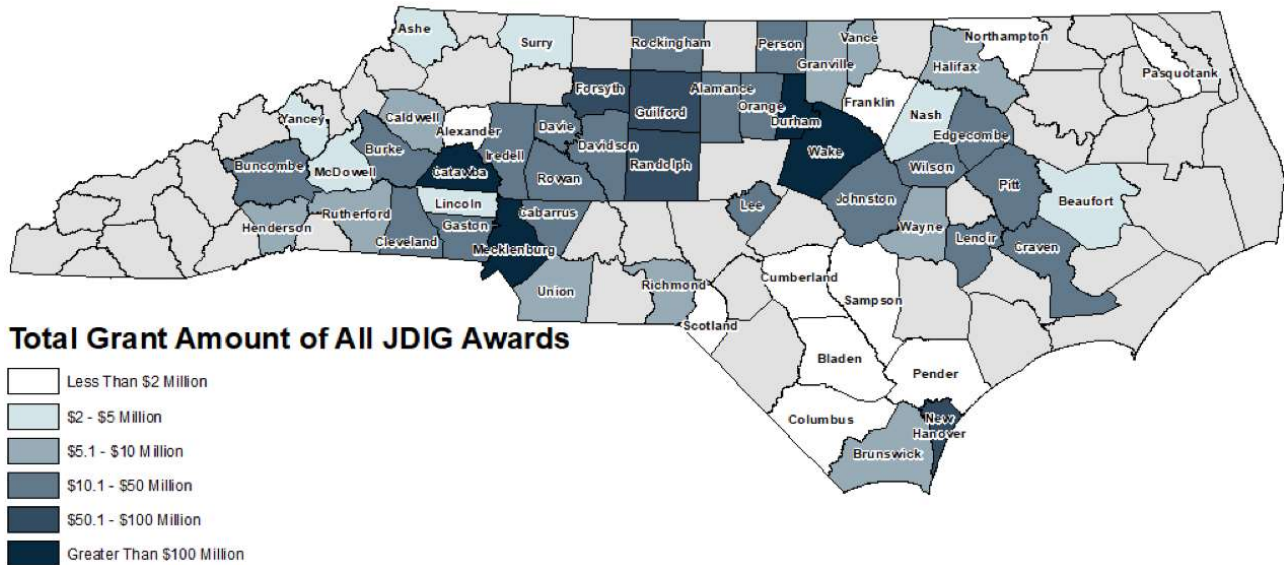 Ashe
Surry
Rockingham
Person
Vance
Northampton
Granville
Halifax
Pasquotank
Forsyth
Alamance
Guilford
Orange
Durham
Franklin
Nash
Edgecombe
Yancey
Caldwell
Alexander
Davie
Iredell
Davidson
Burke
Buncombe
McDowell
Catawba
Rowan
Randolph
Wake
Wilson
Pitt
Lincoln
Lee
Johnston
Beaufort
Rutherford
Henderson
Gaston
Cabarrus
Cleveland
Mecklenburg
Wayne
Lenoir
Craven
Union
Richmond
Cumberland
Sampson
Scotland
Bladen
Pender
Columbus
New
Hanover
Brunswick
Total Grant Amount of All JDIG Awards
Less Than $2 Million
$2 - $5 Million
$5.1 - $10 Million
$10.1 - $50 Million
$50.1 - $100 Million
Greater Than $100 Million